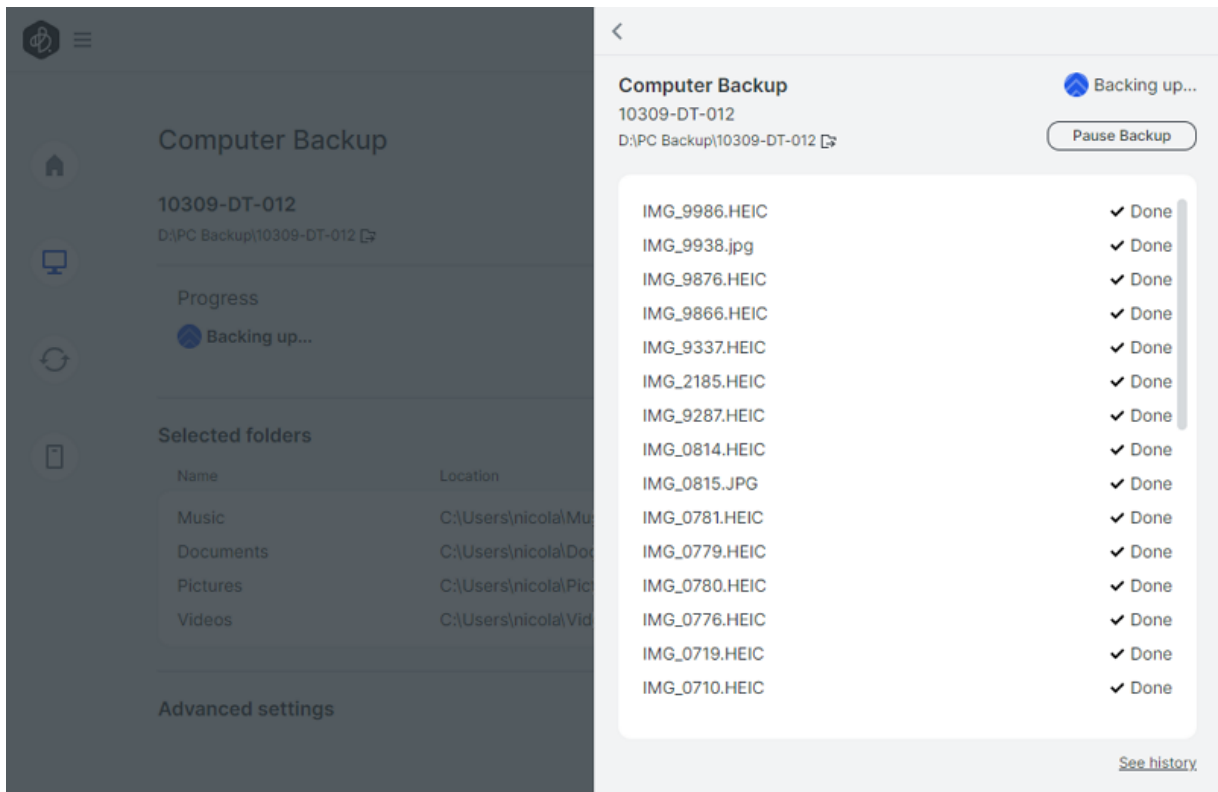 Computer Backup
10309-DT-012
D:\PC Backup\10309-DT-012
Progress
Backing up...
Selected folders
Name Location
Music C:\Users\nicola\Mu
Documents C:\Users\nicola\Doc
Pictures C:\Users\nicola\Pic
Videos C:\Users\nicola\Vid
Advanced settings
Computer Backup Backing up...
10309-DT-012
D:\PC Backup\10309-DT-012
Pause Backup
IMG_9986.HEIC Done
IMG_9938.jpg Done
IMG_9876.HEIC Done
IMG_9866.HEIC Done
IMG_9337.HEIC Done
IMG_2185.HEIC Done
IMG_9287.HEIC Done
IMG_0814.HEIC Done
IMG_0815.JPG Done
IMG_0781.HEIC Done
IMG_0779.HEIC Done
IMG_0780.HEIC Done
IMG_0776.HEIC Done
IMG_0719.HEIC Done
IMG_0710.HEIC Done
See history